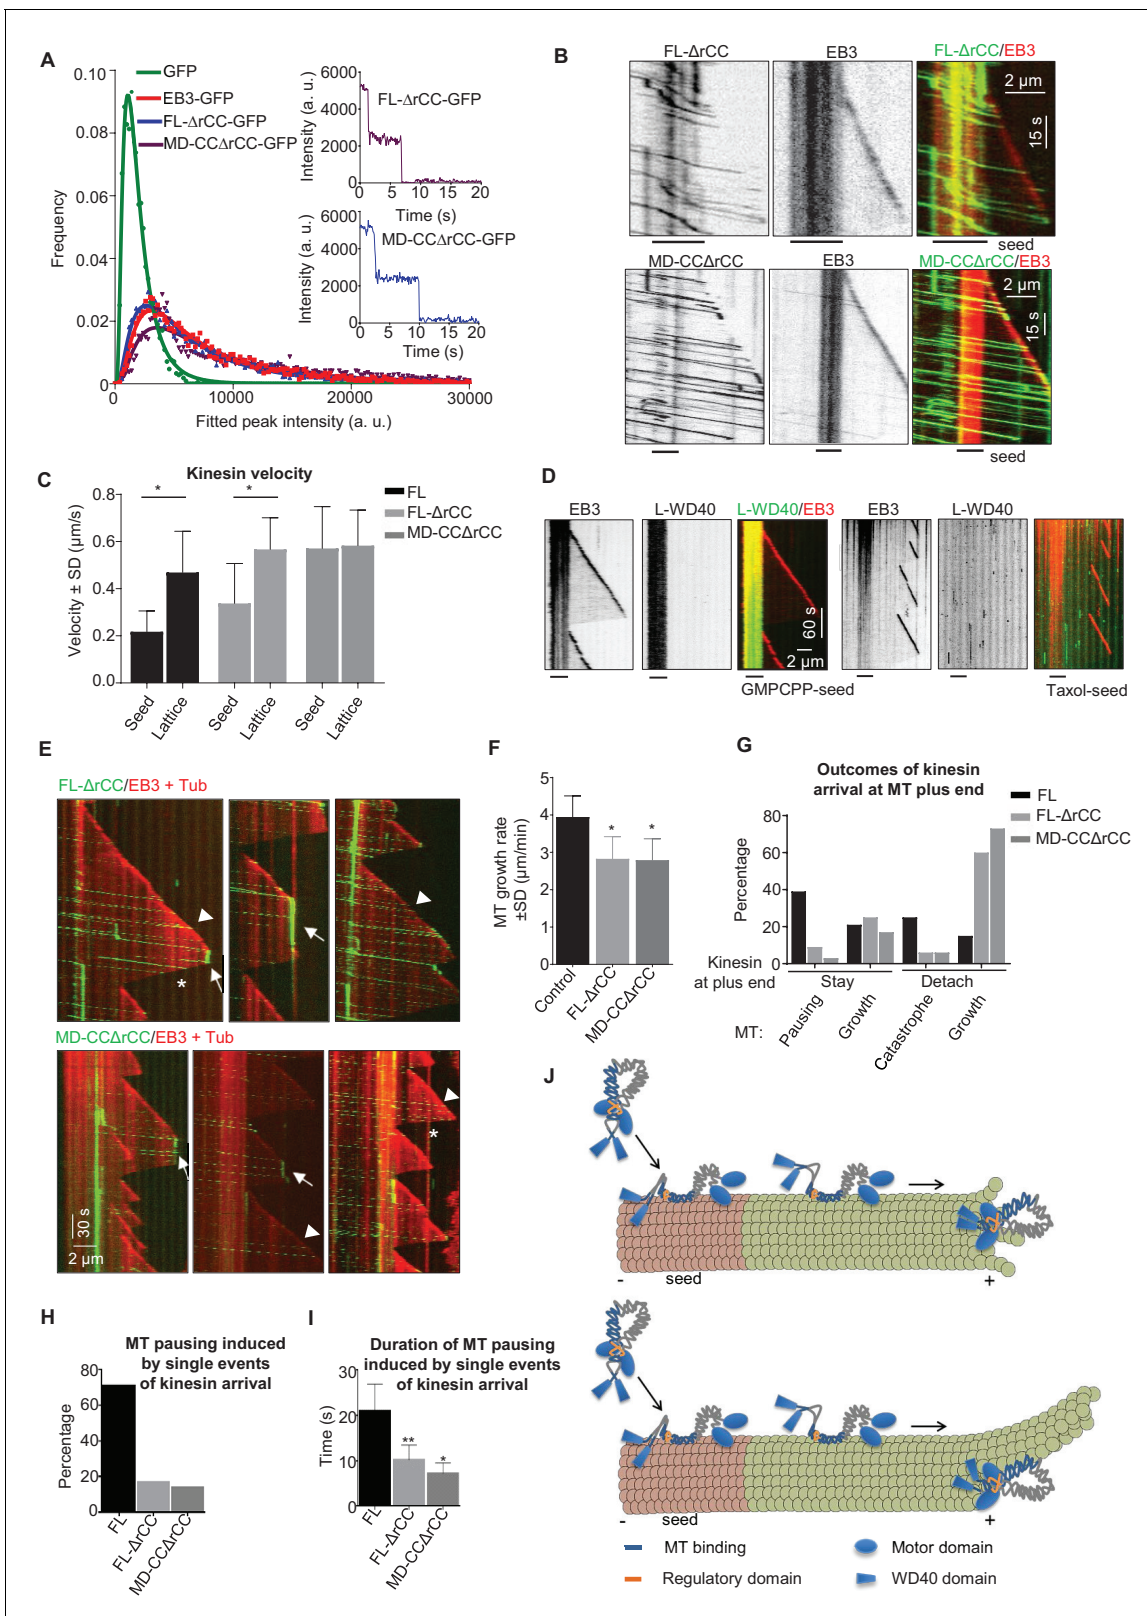 A
0.10
0.08
0.06
0.04
0.02
0
Frequency
0
10000
20000
30000
Fitted peak intensity (a. u.)
GFP
EB3-GFP
FL-ΔrCC-GFP
MD-CCΔrCC-GFP
6000
4000
2000
0
Intensity (a. u.)
FL-ΔrCC-GFP
0 5 10 15 20
Time (s)
6000
4000
2000
0
Intensity (a. u.)
MD-CCΔrCC-GFP
0 5 10 15 20
Time (s)
B
FL-ΔrCC
EB3
FL-ΔrCC/EB3
2 µm
15 s
seed
MD-CCΔrCC
EB3
MD-CCΔrCC/EB3
2 µm
15 s
seed
C
Kinesin velocity
0.8
0.6
0.4
0.2
0.0
Velocity ± SD (µm/s)
*
*
FL
FL-ΔrCC
MD-CCΔrCC
Seed
Lattice
Seed
Lattice
Seed
Lattice
D
EB3
L-WD40
L-WD40/EB3
EB3
L-WD40
60 s
2 µm
GMPCPP-seed
Taxol-seed
E
FL-ΔrCC/EB3 + Tub
*
MD-CCΔrCC/EB3 + Tub
*
30 s
2 µm
F
5
4
3
2
1
0
MT growth rate
±SD (µm/min)
*
*
Control
FL-ΔrCC
MD-CCΔrCC
G
Outcomes of kinesin
arrival at MT plus end
FL
FL-ΔrCC
MD-CCΔrCC
80
60
40
20
0
Percentage
Kinesin
at plus end
Stay
Detach
MT:
Pausing
Growth
Catastrophe
Growth
H
MT pausing induced
by single events
of kinesin arrival
80
60
40
20
0
Percentage
FL
FL-ΔrCC
MD-CCΔrCC
I
Duration of MT pausing
induced by single events
of kinesin arrival
30
20
10
0
Time (s)
**
*
FL
FL-ΔrCC
MD-CCΔrCC
J
-
seed
+
-
seed
+
MT binding
Motor domain
Regulatory domain
WD40 domain